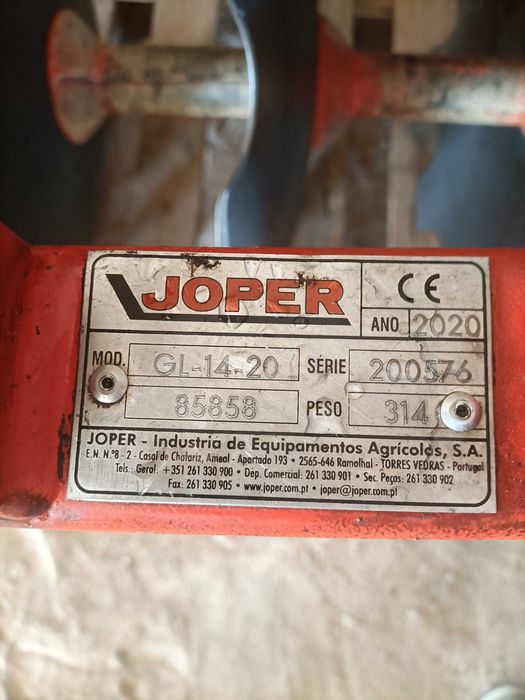 JOPER
CE
ANO 2020
MOD. GL-14-20 SÉRIE 200576
85858 PESO 314
JOPER - Industria de Equipamentos Agrícolas, S.A.
E.N. N.º8 - 2 - Casal de Chafariz, Ameal - Apartado 193 • 2565-646 Ramalhal - TORRES VEDRAS - Portugal
Tels.: Geral. +351 261 330 900 • Dep. Comercial: 261 330 901 • Sec. Peças: 261 330 902
Fax: 261 330 905 • www.joper.com.pt • joper@joper.com.pt